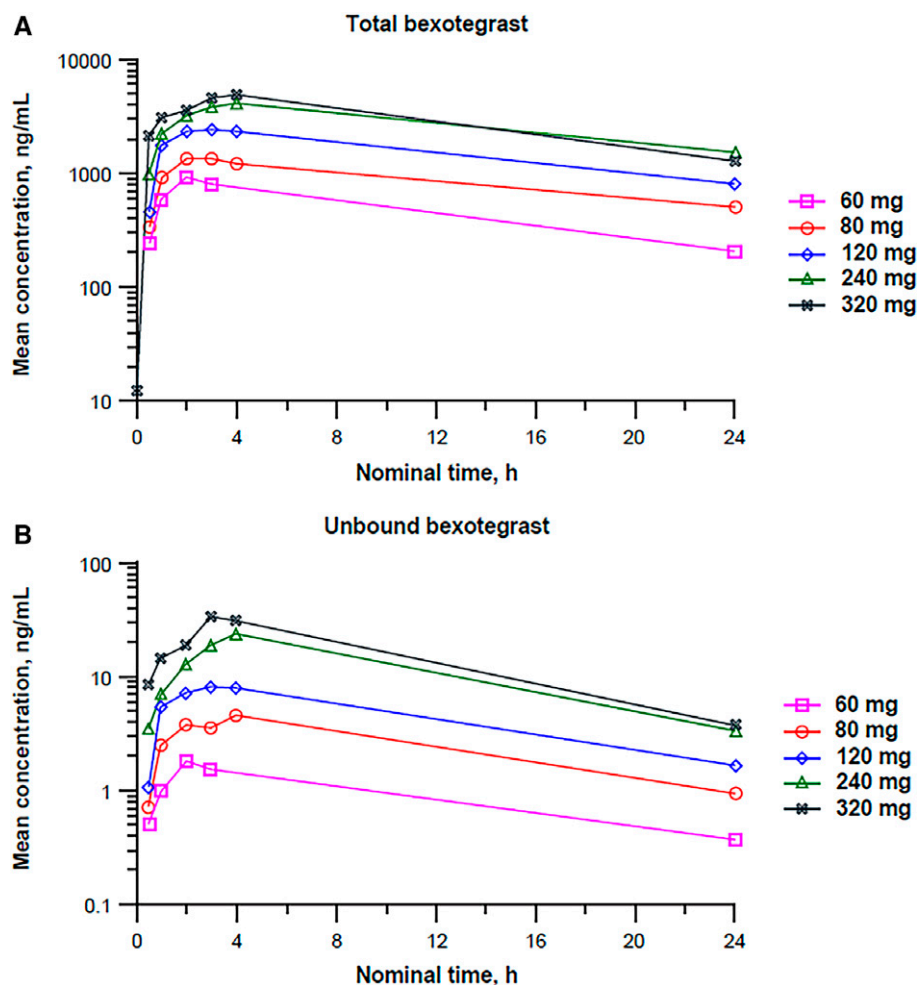 A
Total bexotegrast
Mean concentration, ng/mL
10000
1000
100
10
0 4 8 12 16 20 24
Nominal time, h
60 mg
80 mg
120 mg
240 mg
320 mg
B
Unbound bexotegrast
Mean concentration, ng/mL
100
10
1
0.1
0 4 8 12 16 20 24
Nominal time, h
60 mg
80 mg
120 mg
240 mg
320 mg